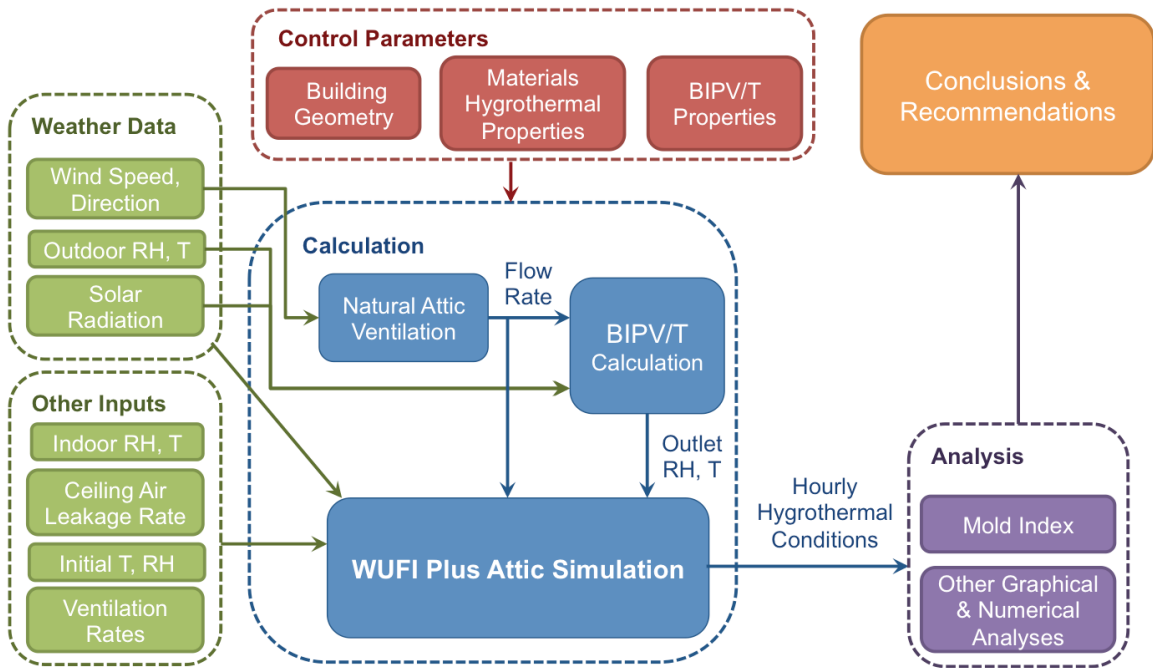 Control Parameters
Building
Geometry
Materials
Hygrothermal
Properties
BIPV/T
Properties
Conclusions &
Recommendations
Weather Data
Wind Speed,
Direction
Outdoor RH, T
Solar
Radiation
Other Inputs
Indoor RH, T
Ceiling Air
Leakage Rate
Initial T, RH
Ventilation
Rates
Calculation
Natural Attic
Ventilation
Flow
Rate
BIPV/T
Calculation
Outlet
RH, T
WUFI Plus Attic Simulation
Hourly
Hygrothermal
Conditions
Analysis
Mold Index
Other Graphical
& Numerical
Analyses